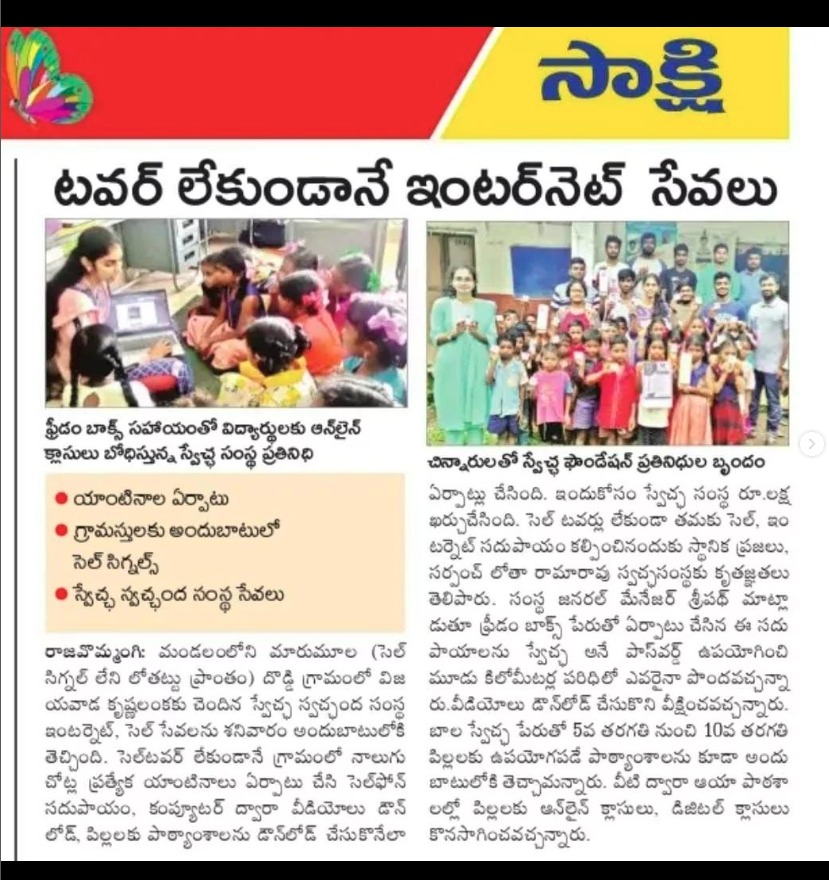 సాక్షి
టవర్ లేకుండానే ఇంటర్‌నెట్ సేవలు
ఫ్రీడం బాక్స్ సహాయంతో విద్యార్థులకు ఆన్‌లైన్
క్లాసులు బోధిస్తున్న స్వేచ్ఛ సంస్థ ప్రతినిధి
● యాంటినాల ఏర్పాటు
● గ్రామస్తులకు అందుబాటులో
సెల్ సిగ్నల్స్
● స్వేచ్ఛ స్వచ్ఛంద సంస్థ సేవలు
రాజవొమ్మంగి: మండలంలోని మారుమూల (సెల్
సిగ్నల్ లేని లోతట్టు ప్రాంతం) దొడ్డి గ్రామంలో విజ
యవాడ కృష్ణలంకకు చెందిన స్వేచ్ఛ స్వచ్ఛంద సంస్థ
ఇంటర్నెట్, సెల్ సేవలను శనివారం అందుబాటులోకి
తెచ్చింది. సెల్‌టవర్ లేకుండానే గ్రామంలో నాలుగు
చోట్ల ప్రత్యేక యాంటినాలు ఏర్పాటు చేసి సెల్‌ఫోన్
సదుపాయం, కంప్యూటర్ ద్వారా వీడియోలు డౌన్
లోడ్, పిల్లలకు పాఠ్యాంశాలను డౌన్‌లోడ్ చేసుకొనేలా
చిన్నారులతో స్వేచ్ఛ ఫౌండేషన్ ప్రతినిధుల బృందం
ఏర్పాట్లు చేసింది. ఇందుకోసం స్వేచ్ఛ సంస్థ రూ.లక్ష
ఖర్చుచేసింది. సెల్ టవర్లు లేకుండా తమకు సెల్, ఇం
టర్నెట్ సదుపాయం కల్పించినందుకు స్థానిక ప్రజలు,
సర్పంచ్ లోతా రామారావు స్వచ్ఛసంస్థకు కృతజ్ఞతలు
తెలిపారు. సంస్థ జనరల్ మేనేజర్ శ్రీపథ్ మాట్లా
డుతూ ఫ్రీడం బాక్స్ పేరుతో ఏర్పాటు చేసిన ఈ సదు
పాయాలను స్వేచ్ఛ అనే పాస్‌వర్డ్ ఉపయోగించి
మూడు కిలోమీటర్ల పరిధిలో ఎవరైనా పొందవచ్చన్నా
రు.వీడియోలు డౌన్‌లోడ్ చేసుకొని వీక్షించవచ్చన్నారు.
బాల స్వేచ్ఛ పేరుతో 5వ తరగతి నుంచి 10వ తరగతి
పిల్లలకు ఉపయోగపడే పాఠ్యాంశాలను కూడా అందు
బాటులోకి తెచ్చామన్నారు. వీటి ద్వారా ఆయా పాఠశా
లల్లో పిల్లలకు ఆన్‌లైన్ క్లాసులు, డిజిటల్ క్లాసులు
కొనసాగించవచ్చన్నారు.